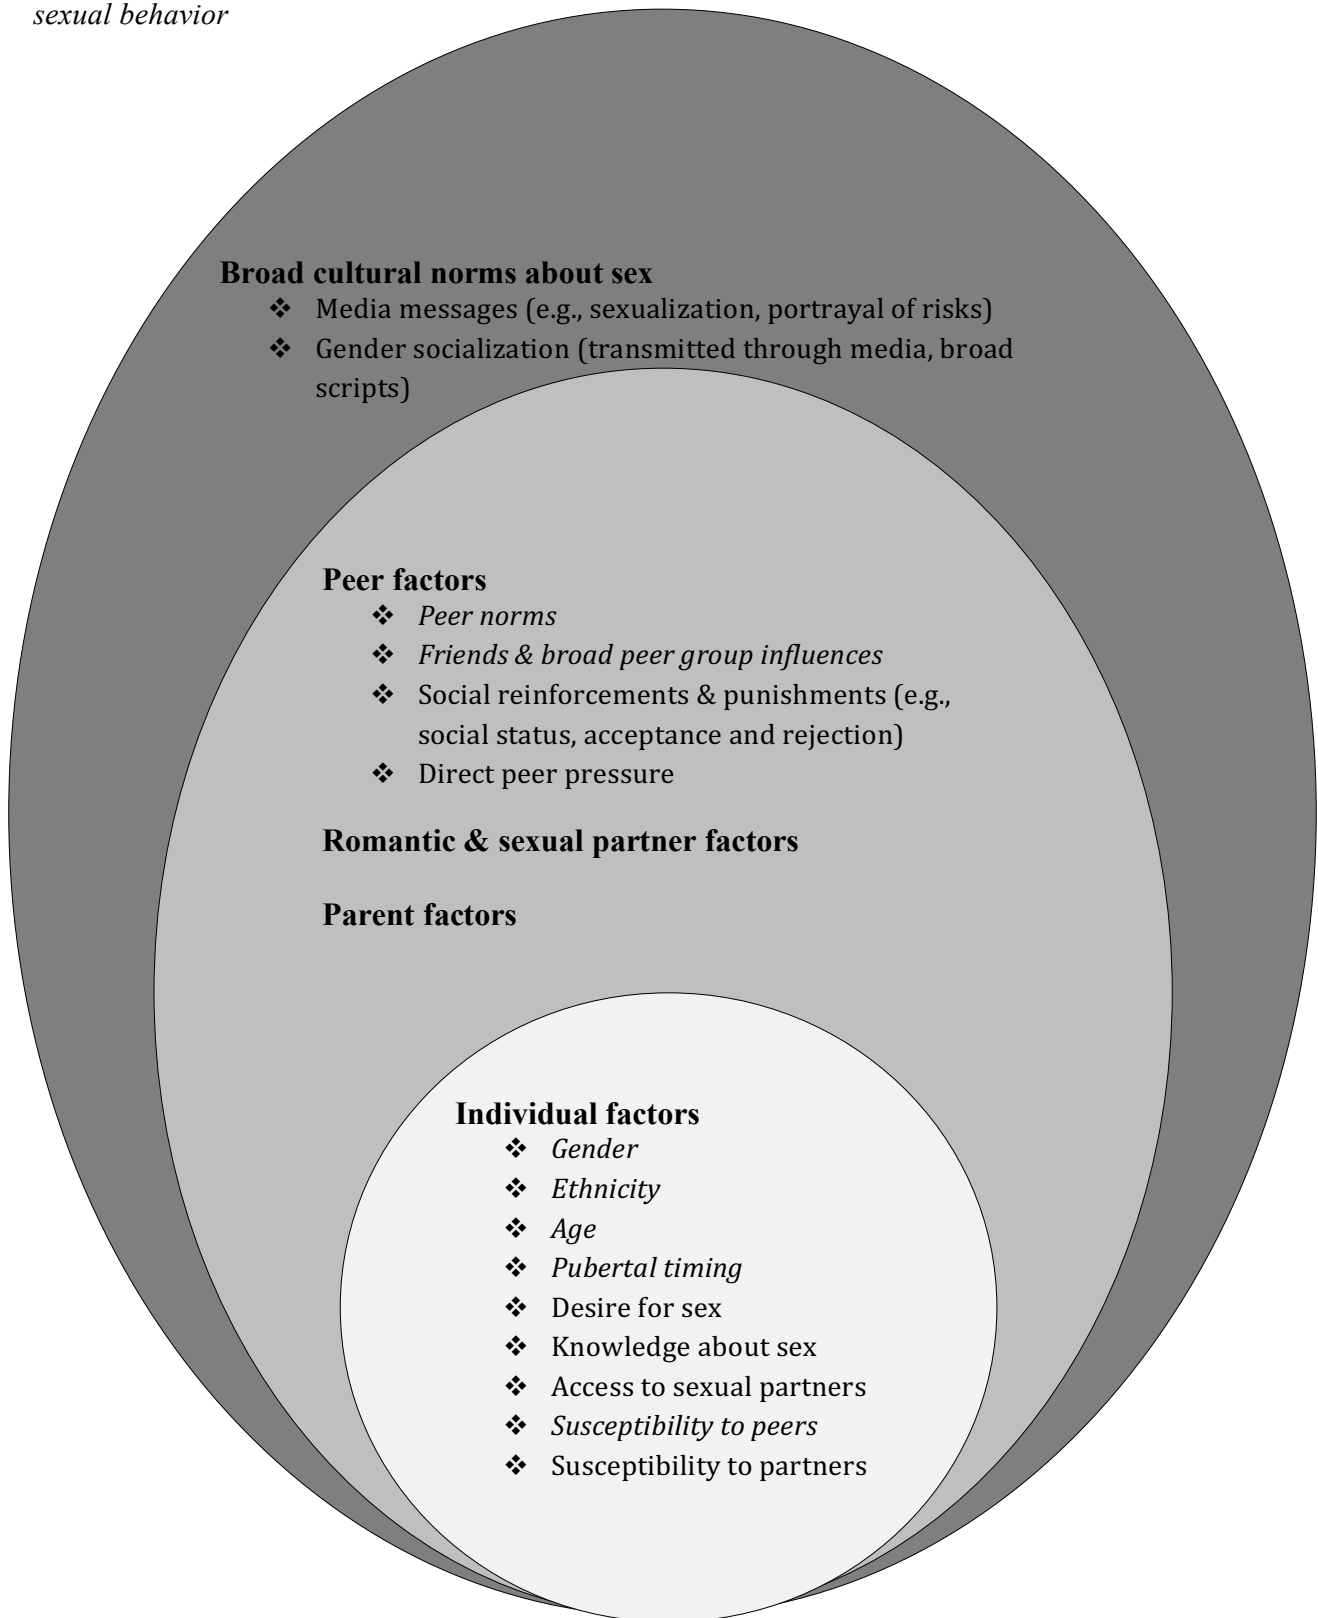 sexual behavior
Broad cultural norms about sex
❖ Media messages (e.g., sexualization, portrayal of risks)
❖ Gender socialization (transmitted through media, broad
scripts)
Peer factors
❖ Peer norms
❖ Friends & broad peer group influences
❖ Social reinforcements & punishments (e.g.,
social status, acceptance and rejection)
❖ Direct peer pressure
Romantic & sexual partner factors
Parent factors
Individual factors
❖ Gender
❖ Ethnicity
❖ Age
❖ Pubertal timing
❖ Desire for sex
❖ Knowledge about sex
❖ Access to sexual partners
❖ Susceptibility to peers
❖ Susceptibility to partners